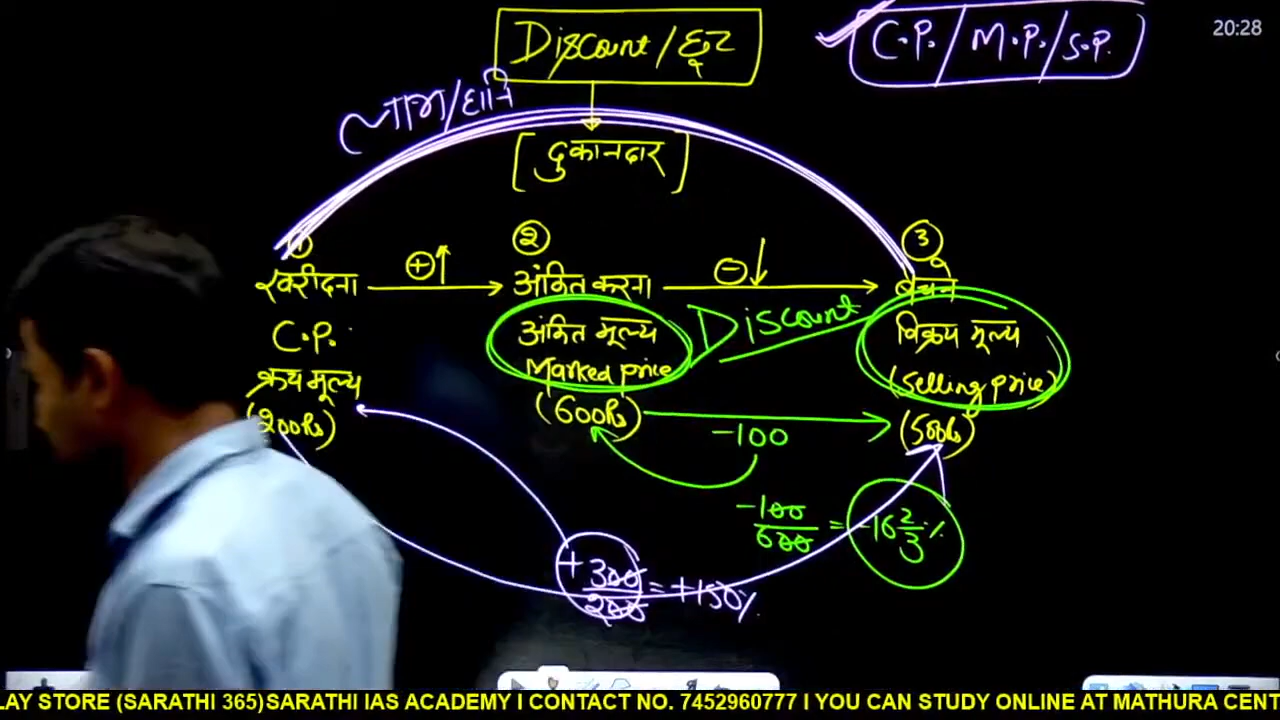 Discount / छूट
C.P. / M.P. / S.P.
20:28
लाभ/हानि
[दुकानदार]
① ② ③
खरीदना ⊕↑ अंकित करना ⊖↓ बेचने
C.P. अंकित मूल्य Discount विक्रय मूल्य
क्रय मूल्य Marked price (Selling price)
(200Rs) (600Rs) -100 (500Rs)
-100/600 = -16 2/3 %
+300/200 = +150%
LAY STORE (SARATHI 365)SARATHI IAS ACADEMY I CONTACT NO. 7452960777 I YOU CAN STUDY ONLINE AT MATHURA CENT